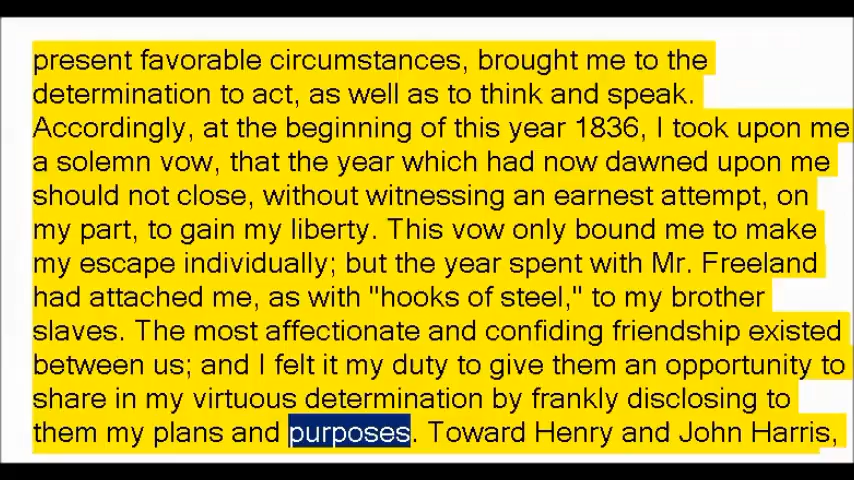 present favorable circumstances, brought me to the
determination to act, as well as to think and speak.
Accordingly, at the beginning of this year 1836, I took upon me
a solemn vow, that the year which had now dawned upon me
should not close, without witnessing an earnest attempt, on
my part, to gain my liberty. This vow only bound me to make
my escape individually; but the year spent with Mr. Freeland
had attached me, as with "hooks of steel," to my brother
slaves. The most affectionate and confiding friendship existed
between us; and I felt it my duty to give them an opportunity to
share in my virtuous determination by frankly disclosing to
them my plans and purposes. Toward Henry and John Harris,